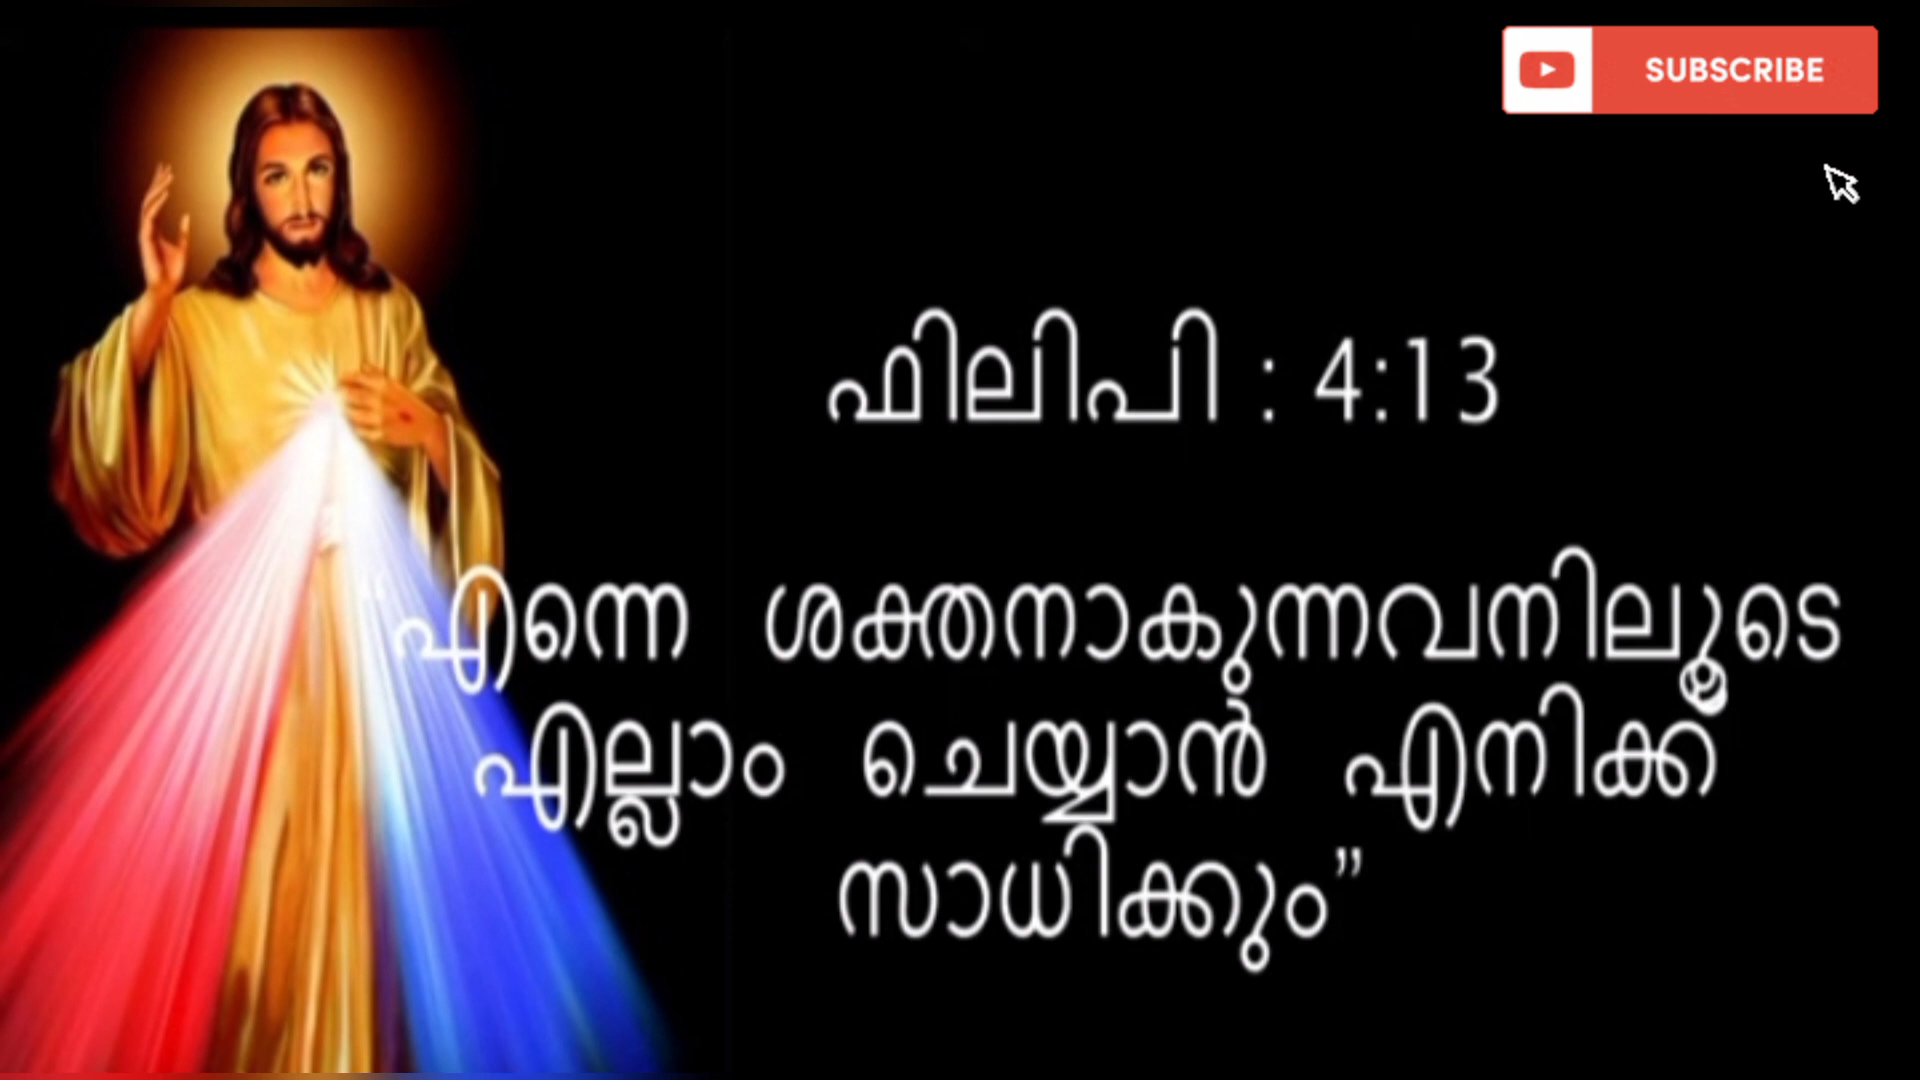 SUBSCRIBE
ഫിലിപി : 4:13
“എന്നെ ശക്തനാകുന്നവനിലൂടെ
എല്ലാം ചെയ്യാൻ എനിക്ക്
സാധിക്കും”